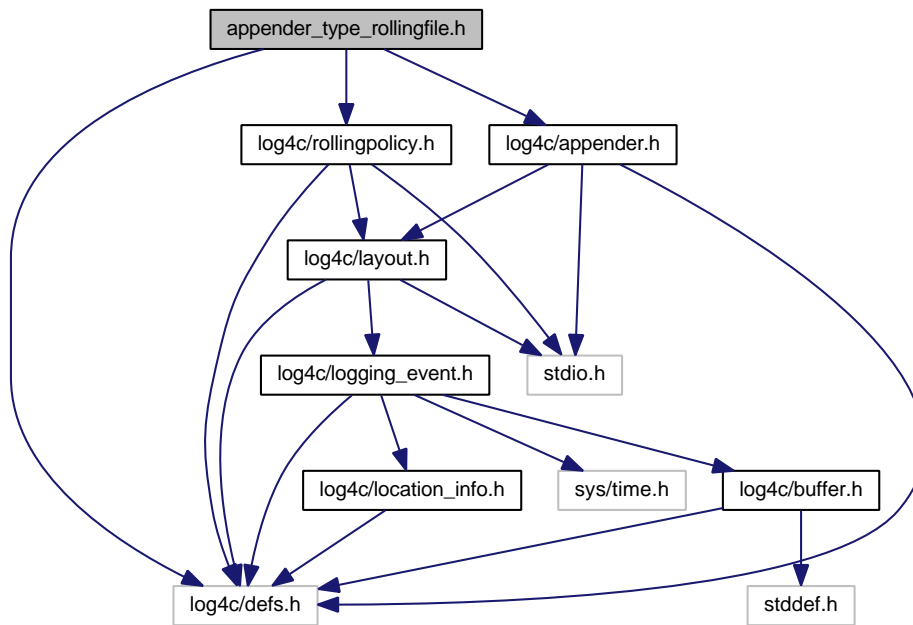 appender_type_rollingfile.h
log4c/rollingpolicy.h
log4c/appender.h
log4c/layout.h
log4c/logging_event.h
stdio.h
log4c/location_info.h
sys/time.h
log4c/buffer.h
log4c/defs.h
stddef.h